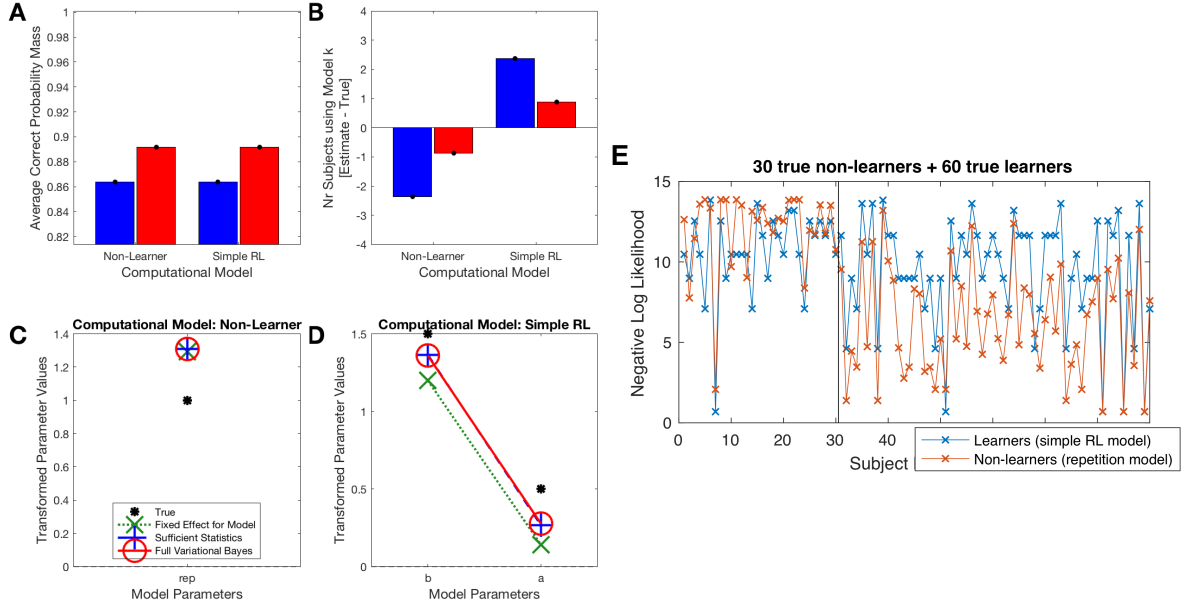 A
Average Correct Probability Mass
1
0.98
0.96
0.94
0.92
0.9
0.88
0.86
0.84
0.82
Non-Learner
Simple RL
Computational Model
B
Nr Subjects using Model k
[Estimate - True]
4
3
2
1
0
-1
-2
-3
-4
Non-Learner
Simple RL
Computational Model
C
Computational Model: Non-Learner
Transformed Parameter Values
1.4
1.2
1
0.8
0.6
0.4
0.2
0
True
Fixed Effect for Model
Sufficient Statistics
Full Variational Bayes
rep
Model Parameters
D
Computational Model: Simple RL
Transformed Parameter Values
1.5
1
0.5
0
b
a
Model Parameters
E
30 true non-learners + 60 true learners
Negative Log Likelihood
15
10
5
0
0
10
20
30
40
Subject
Learners (simple RL model)
Non-learners (repetition model)